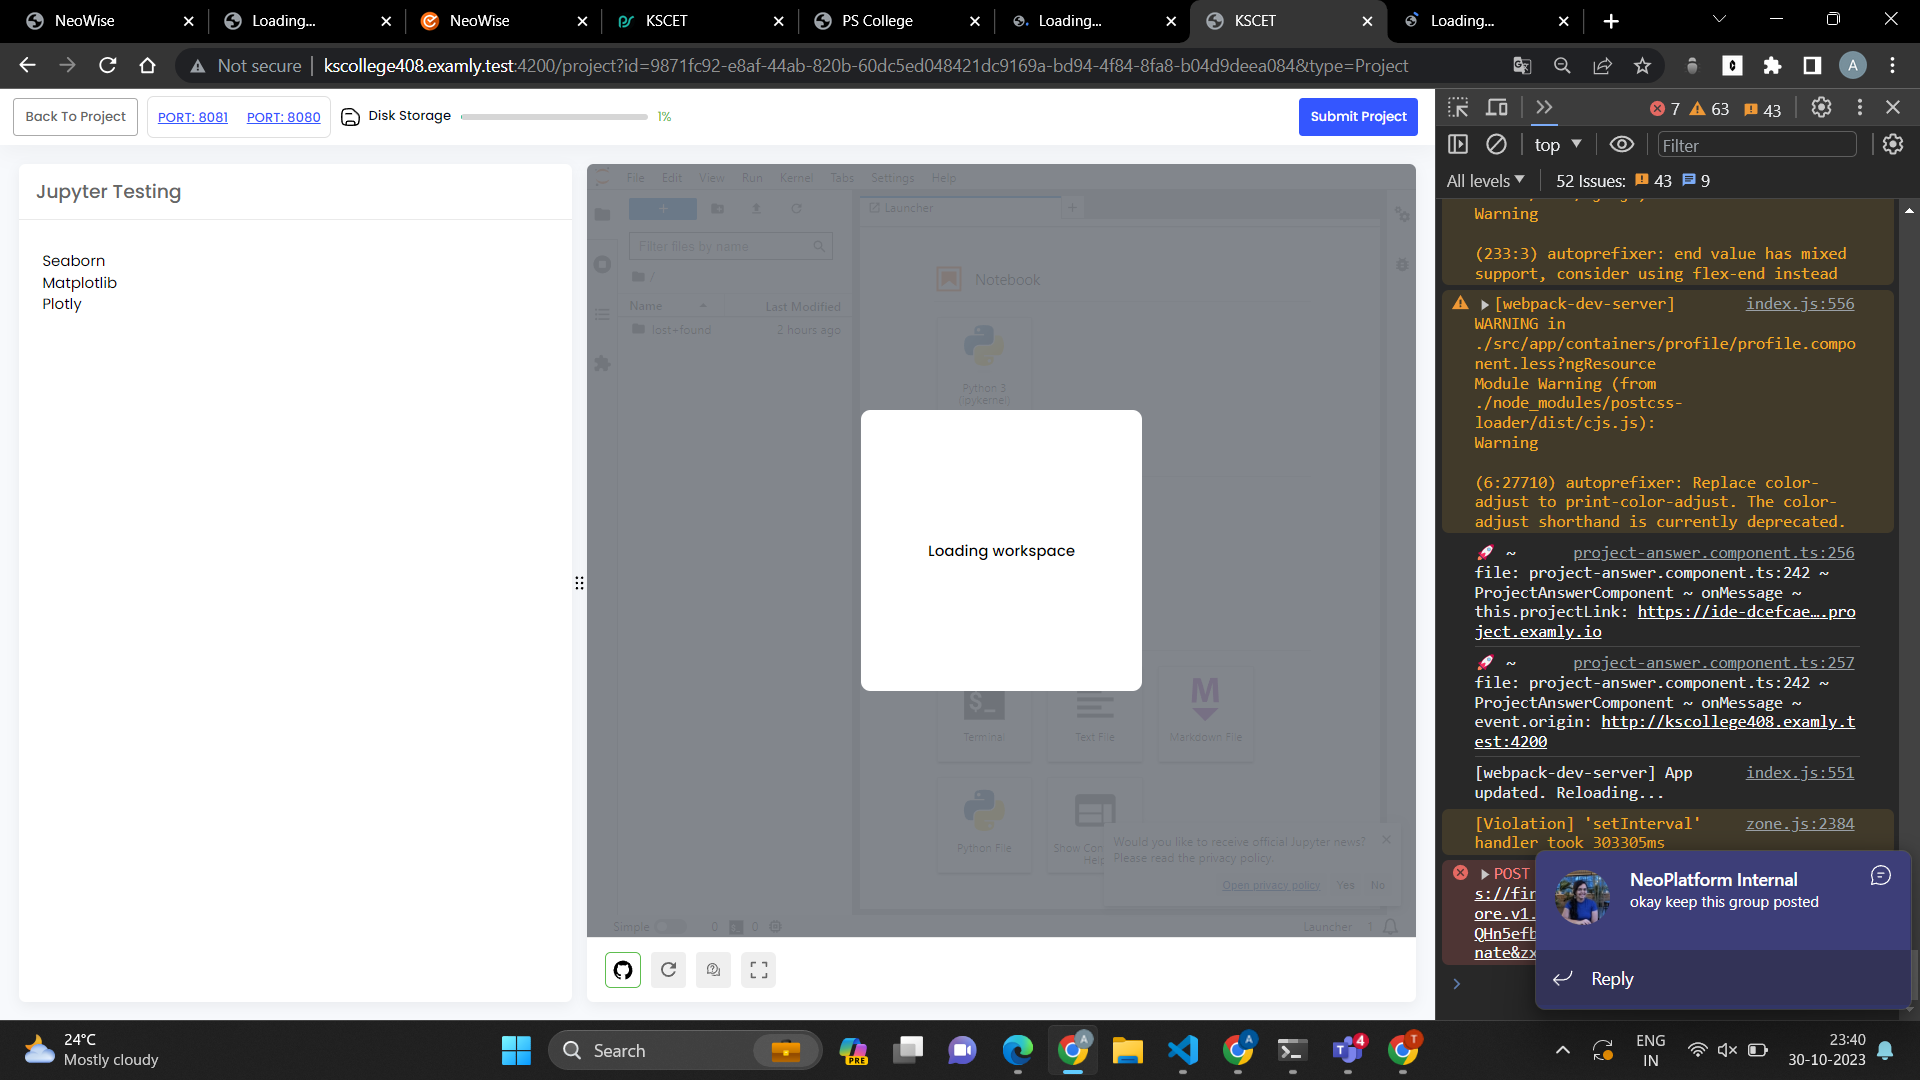 NeoWise
Loading...
NeoWise
KSCET
PS College
Loading...
KSCET
Loading...
Not secure
kscollege408.examly.test:4200/project?id=9871fc92-e8af-44ab-820b-60dc5ed048421dc9169a-bd94-4f84-8fa8-b04d9deea084&type=Project
A
Back To Project
PORT: 8081
PORT: 8080
Disk Storage
1%
Submit Project
Jupyter Testing
Seaborn
Matplotlib
Plotly
File Edit View Run Kernel Tabs Settings Help
Launcher
Filter files by name
/
Name
Last Modified
lost+found
2 hours ago
Notebook
Python 3
(ipykernel)
Loading workspace
$_
Terminal
Text File
M
Markdown File
Python File
Show Con
Help
Would you like to receive official Jupyter news?
Please read the privacy policy.
Open privacy policy
Yes
No
Simple
0
0
Launcher
1
7
63
43
top
Filter
All levels
52 Issues:
43
9
Warning
(233:3) autoprefixer: end value has mixed
support, consider using flex-end instead
[webpack-dev-server]
index.js:556
WARNING in
./src/app/containers/profile/profile.compo
nent.less?ngResource
Module Warning (from
./node_modules/postcss-
loader/dist/cjs.js):
Warning
(6:27710) autoprefixer: Replace color-
adjust to print-color-adjust. The color-
adjust shorthand is currently deprecated.
🚀 ~
project-answer.component.ts:256
file: project-answer.component.ts:242 ~
ProjectAnswerComponent ~ onMessage ~
this.projectLink: https://ide-dcefcae….pro
ject.examly.io
🚀 ~
project-answer.component.ts:257
file: project-answer.component.ts:242 ~
ProjectAnswerComponent ~ onMessage ~
event.origin: http://kscollege408.examly.t
est:4200
[webpack-dev-server] App
index.js:551
updated. Reloading...
[Violation] 'setInterval'
zone.js:2384
handler took 303305ms
POST
s://fir
ore.v1.
QHn5efb
nate&zx
NeoPlatform Internal
okay keep this group posted
Reply
24°C
Mostly cloudy
Search
PRE
A
A
4
T
ENG
IN
23:40
30-10-2023